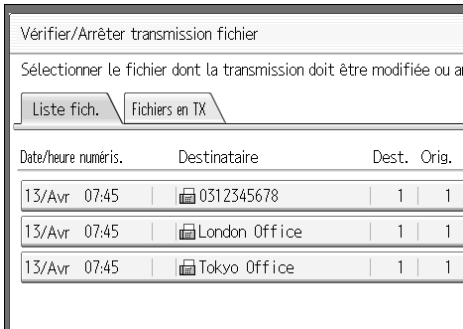 Vérifier/Arrêter transmission fichier
Sélectionner le fichier dont la transmission doit être modifiée ou
Liste fich. Fichiers en TX
Date/heure numéris. Destinataire Dest. Orig.
13/Avr 07:45 0312345678 1 1
13/Avr 07:45 London Office 1 1
13/Avr 07:45 Tokyo Office 1 1